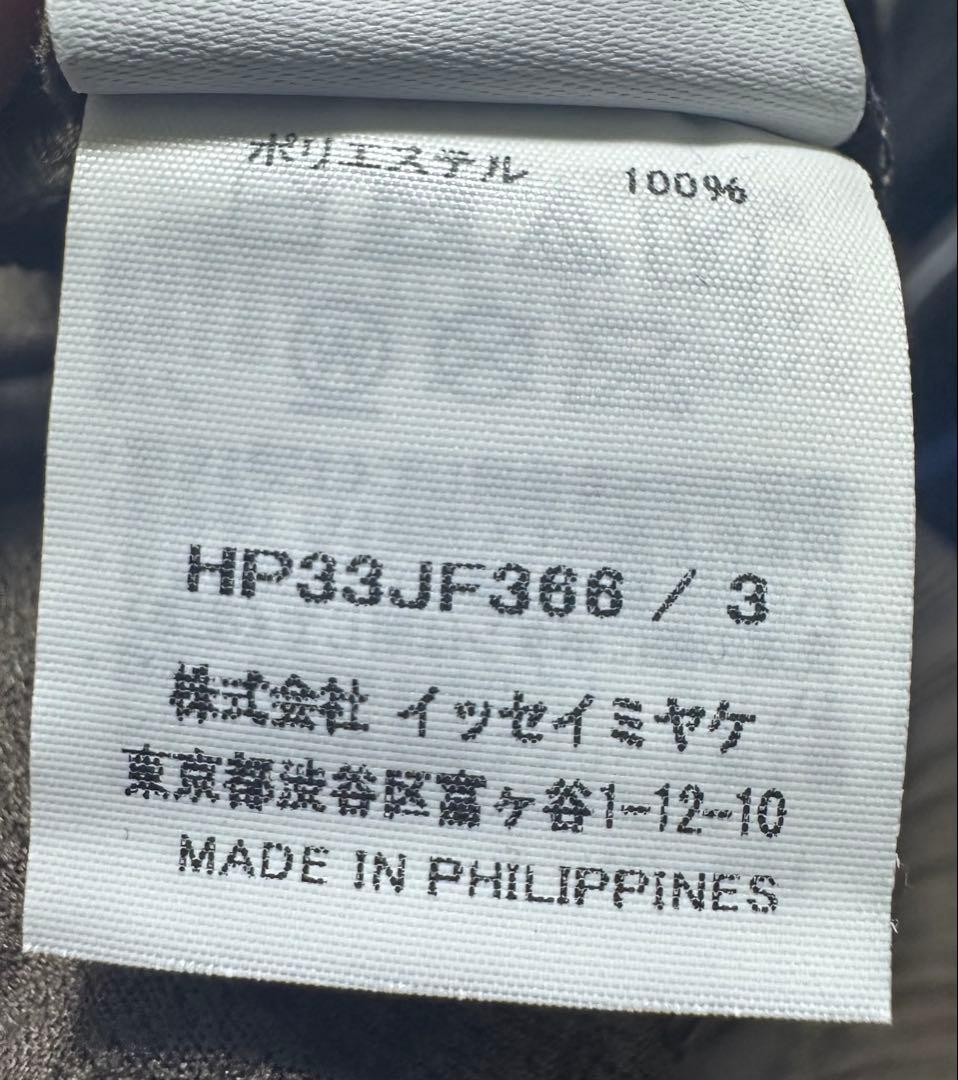 ポリエステル 100%
HP33JF366 / 3
株式会社 イッセイミヤケ
東京都渋谷区富ヶ谷1-12-10
MADE IN PHILIPPINES